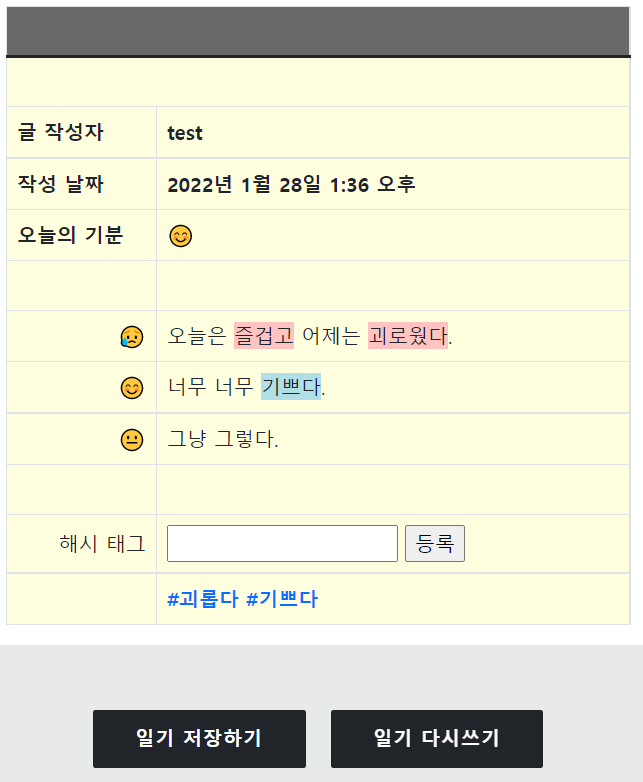 글 작성자 test
작성 날짜 2022년 1월 28일 1:36 오후
오늘의 기분 😊
😥 오늘은 즐겁고 어제는 괴로웠다.
😊 너무 너무 기쁘다.
😐 그냥 그렇다.
해시 태그 등록
#괴롭다 #기쁘다
일기 저장하기 일기 다시쓰기